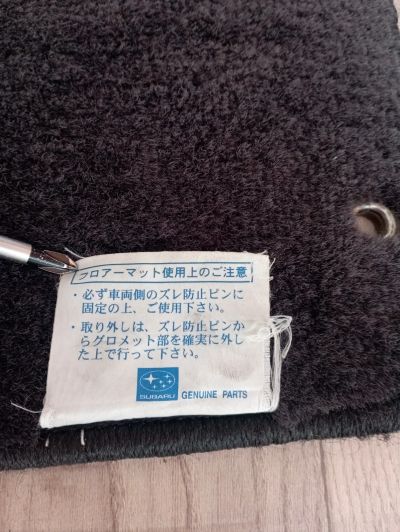 フロアーマット使用上のご注意
・必ず車両側のズレ防止ピンに
固定の上、ご使用下さい。
・取り外しは、ズレ防止ピンか
らグロメット部を確実に外し
た上で行って下さい。
SUBARU GENUINE PARTS